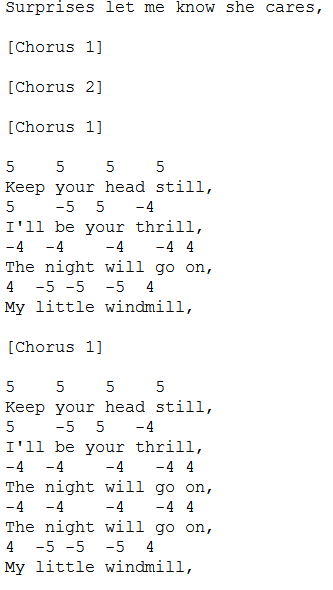 Surprises let me know she cares,
[Chorus 1]
[Chorus 2]
[Chorus 1]
5    5    5    5
Keep your head still,
5    -5  5   -4
I'll be your thrill,
-4  -4    -4   -4 4
The night will go on,
4  -5 -5  -5  4
My little windmill,
[Chorus 1]
5    5    5    5
Keep your head still,
5    -5  5   -4
I'll be your thrill,
-4  -4    -4   -4 4
The night will go on,
-4  -4    -4   -4 4
The night will go on,
4  -5 -5  -5  4
My little windmill,